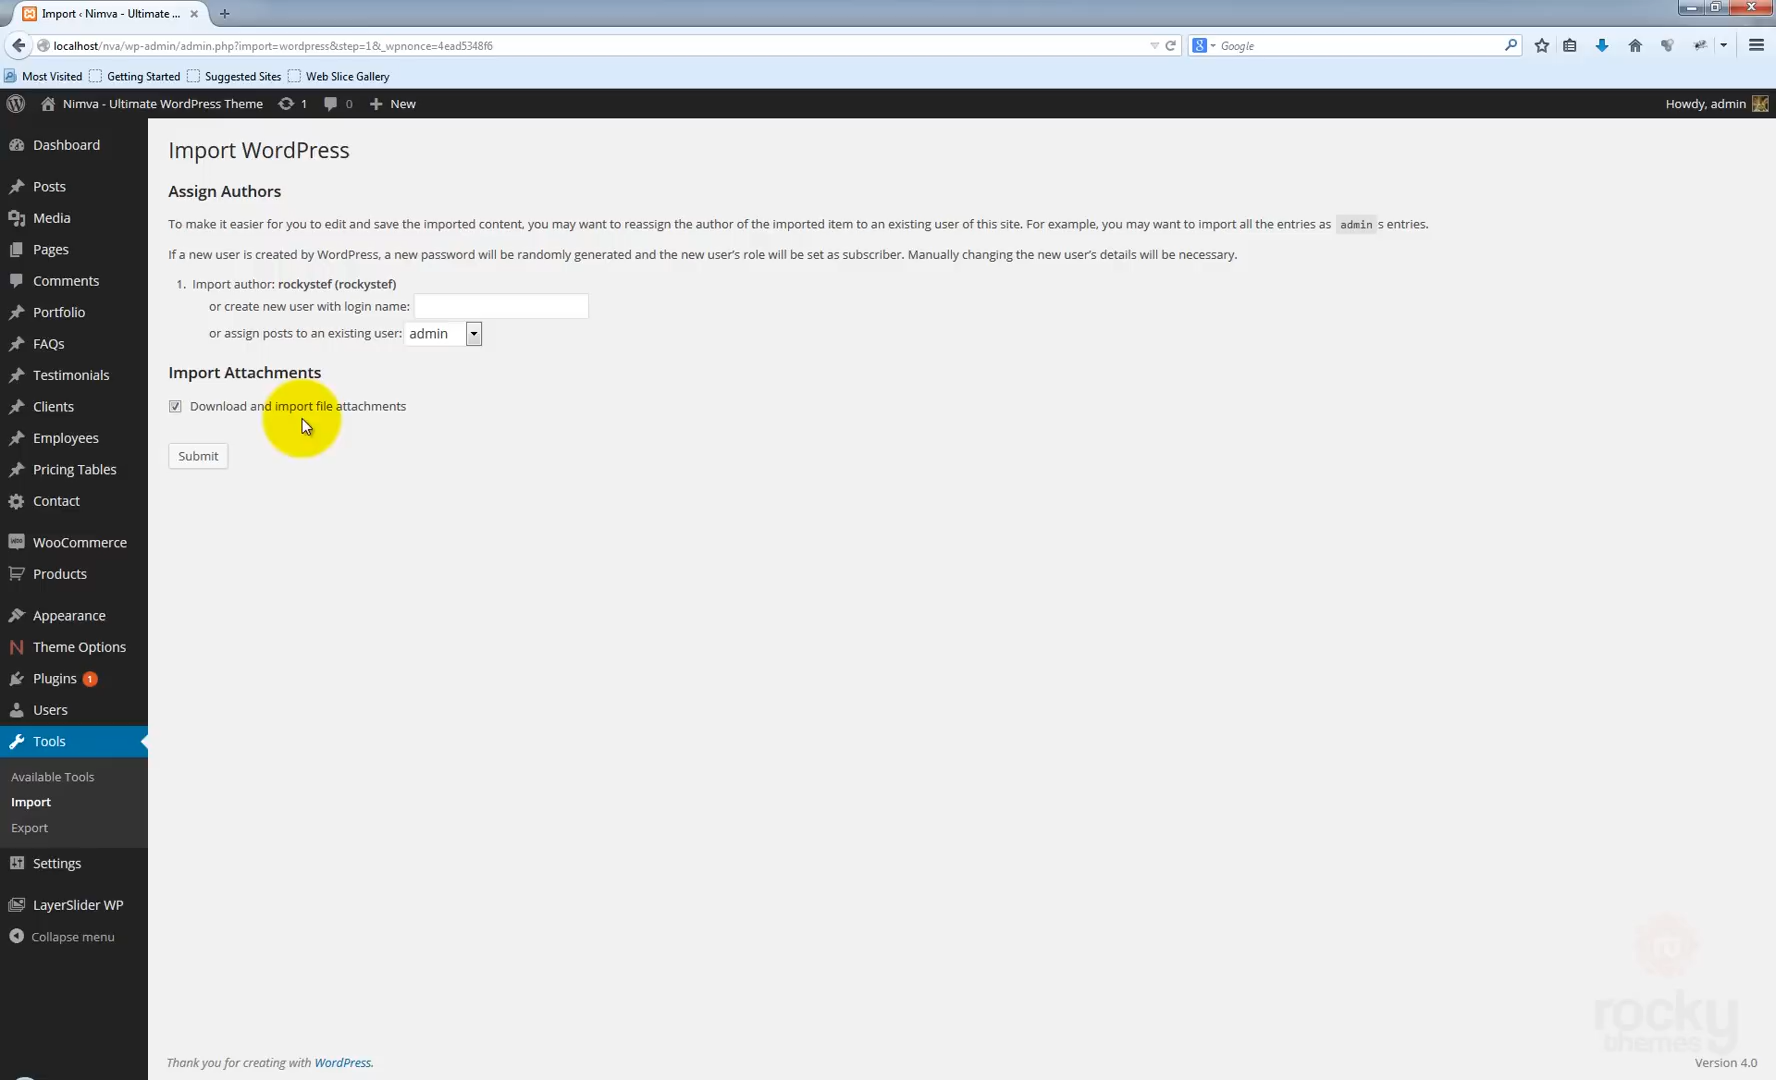 Import ‹ Nimva - Ultimate ...
localhost/nva/wp-admin/admin.php?import=wordpress&step=1&_wpnonce=4ead5348f6
Google
Most Visited
Getting Started
Suggested Sites
Web Slice Gallery
Nimva - Ultimate WordPress Theme
1
0
New
Howdy, admin
Dashboard
Posts
Media
Pages
Comments
Portfolio
FAQs
Testimonials
Clients
Employees
Pricing Tables
Contact
WooCommerce
Products
Appearance
Theme Options
Plugins 1
Users
Tools
Available Tools
Import
Export
Settings
LayerSlider WP
Collapse menu
Import WordPress
Assign Authors
To make it easier for you to edit and save the imported content, you may want to reassign the author of the imported item to an existing user of this site. For example, you may want to import all the entries as admin s entries.
If a new user is created by WordPress, a new password will be randomly generated and the new user's role will be set as subscriber. Manually changing the new user's details will be necessary.
1. Import author: rockystef (rockystef)
or create new user with login name:
or assign posts to an existing user: admin
Import Attachments
Download and import file attachments
Submit
rocky
themes
Thank you for creating with WordPress.
Version 4.0